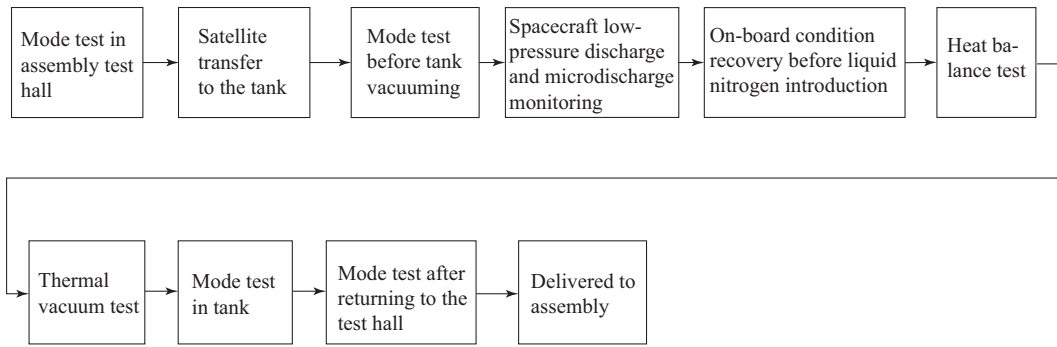 Mode test in
assembly test
hall
Satellite
transfer
to the tank
Mode test
before tank
vacuuming
Spacecraft low-
pressure discharge
and microdischarge
monitoring
On-board condition
recovery before liquid
nitrogen introduction
Heat ba-
lance test
Thermal
vacuum test
Mode test
in tank
Mode test after
returning to the
test hall
Delivered to
assembly